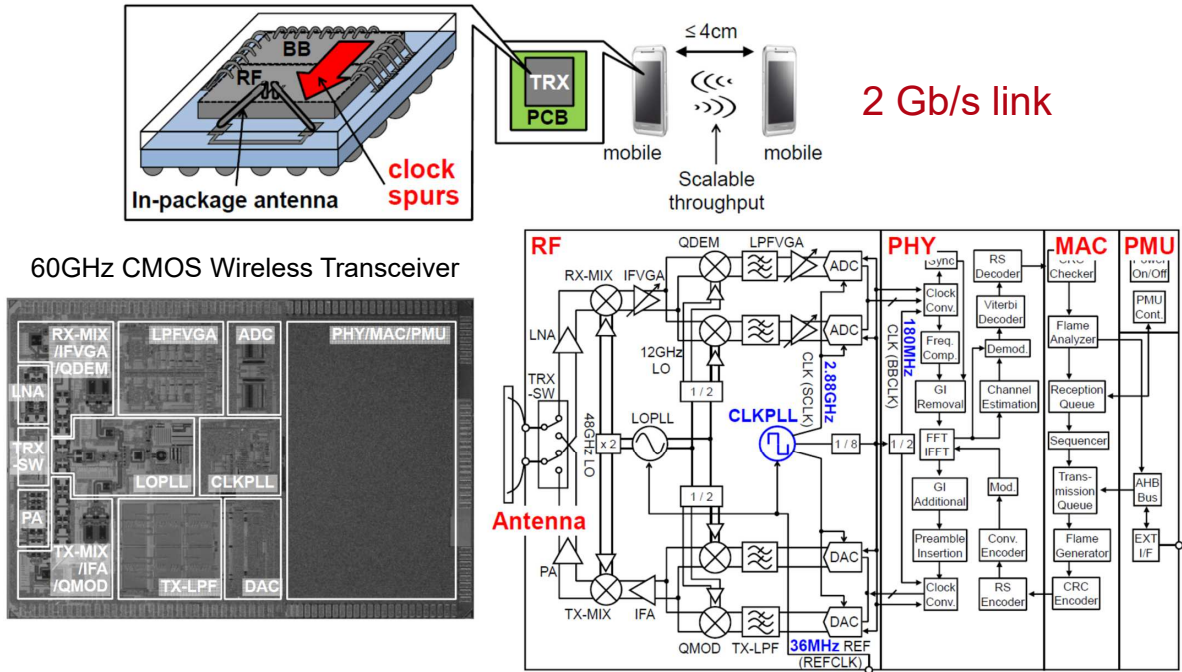 BB
RF
clock
spurs
In-package antenna
TRX
PCB
≤ 4cm
mobile
mobile
Scalable
throughput
2 Gb/s link
60GHz CMOS Wireless Transceiver
RX-MIX
/IFVGA
/QDEM
LPFVGA
ADC
PHY/MAC/PMU
LNA
TRX
-SW
LOPLL
CLKPLL
PA
TX-MIX
/IFA
/QMOD
TX-LPF
DAC
RF
QDEM
LPFVGA
RX-MIX
IFVGA
ADC
ADC
LNA
12GHz
LO
TRX
-SW
1 / 2
CLK (SCLK)
2.88GHz
48GHz LO
x 2
LOPLL
CLKPLL
1 / 8
Antenna
1 / 2
PA
DAC
TX-MIX
IFA
DAC
QMOD
TX-LPF
36MHz REF
(REFCLK)
PHY
Sync
RS
Decoder
Clock
Conv.
Viterbi
Decoder
CLK (BBCLK)
180MHz
Freq.
Comp.
Demod.
GI
Removal
Channel
Estimation
1 / 2
FFT
IFFT
GI
Additional
Mod.
Preamble
Insertion
Conv.
Encoder
Clock
Conv.
RS
Encoder
MAC
Checker
Flame
Analyzer
Reception
Queue
Sequencer
Trans-
mission
Queue
Flame
Generator
CRC
Encoder
PMU
On/Off
PMU
Cont.
AHB
Bus
EXT
I/F